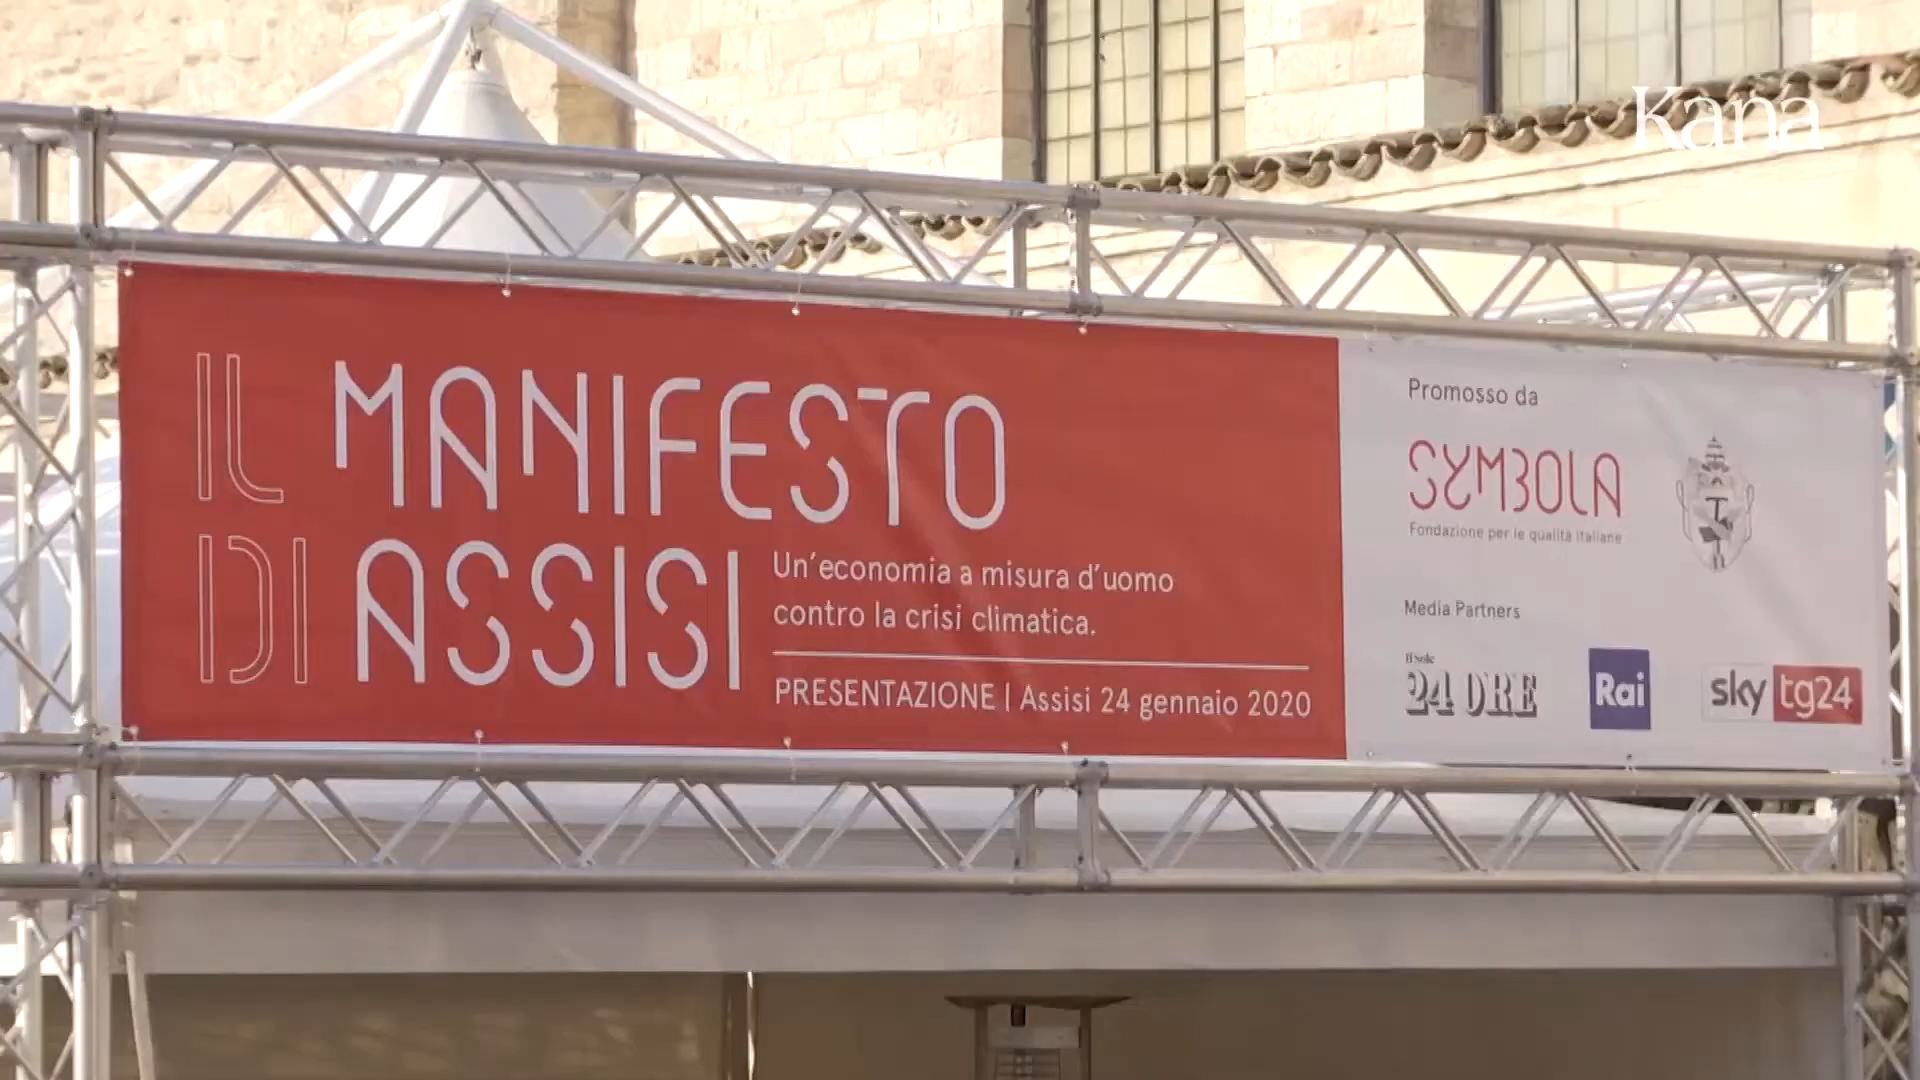 Kana
IL MANIFESTO
DI ASSISI
Un'economia a misura d'uomo
contro la crisi climatica.
PRESENTAZIONE | Assisi 24 gennaio 2020
Promosso da
SYMBOLA
Fondazione per le qualità italiane
Media Partners
Il Sole
24 ORE
Rai
sky tg24